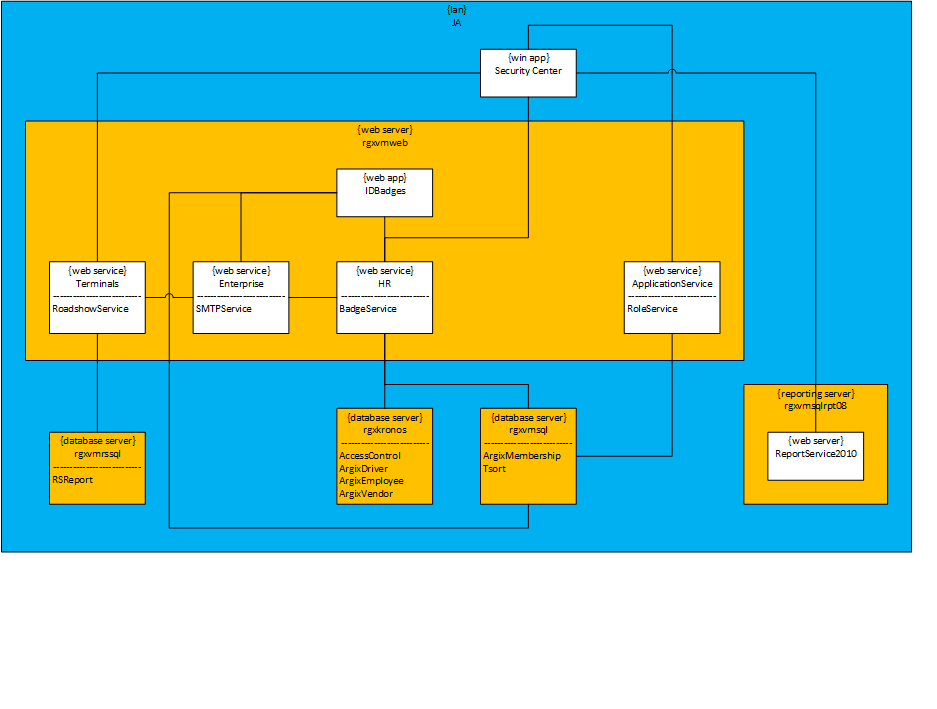 {lan}
JA
{win app}
Security Center
{web server}
rgxvmweb
{web app}
IDBadges
{web service}
Terminals
RoadshowService
{web service}
Enterprise
SMTPService
{web service}
HR
BadgeService
{web service}
ApplicationService
RoleService
{database server}
rgxvmrssql
RSReport
{database server}
rgxkronos
AccessControl
ArgixDriver
ArgixEmployee
ArgixVendor
{database server}
rgxvmsql
ArgixMembership
Tsort
{reporting server}
rgxvmsqlrpt08
{web server}
ReportService2010